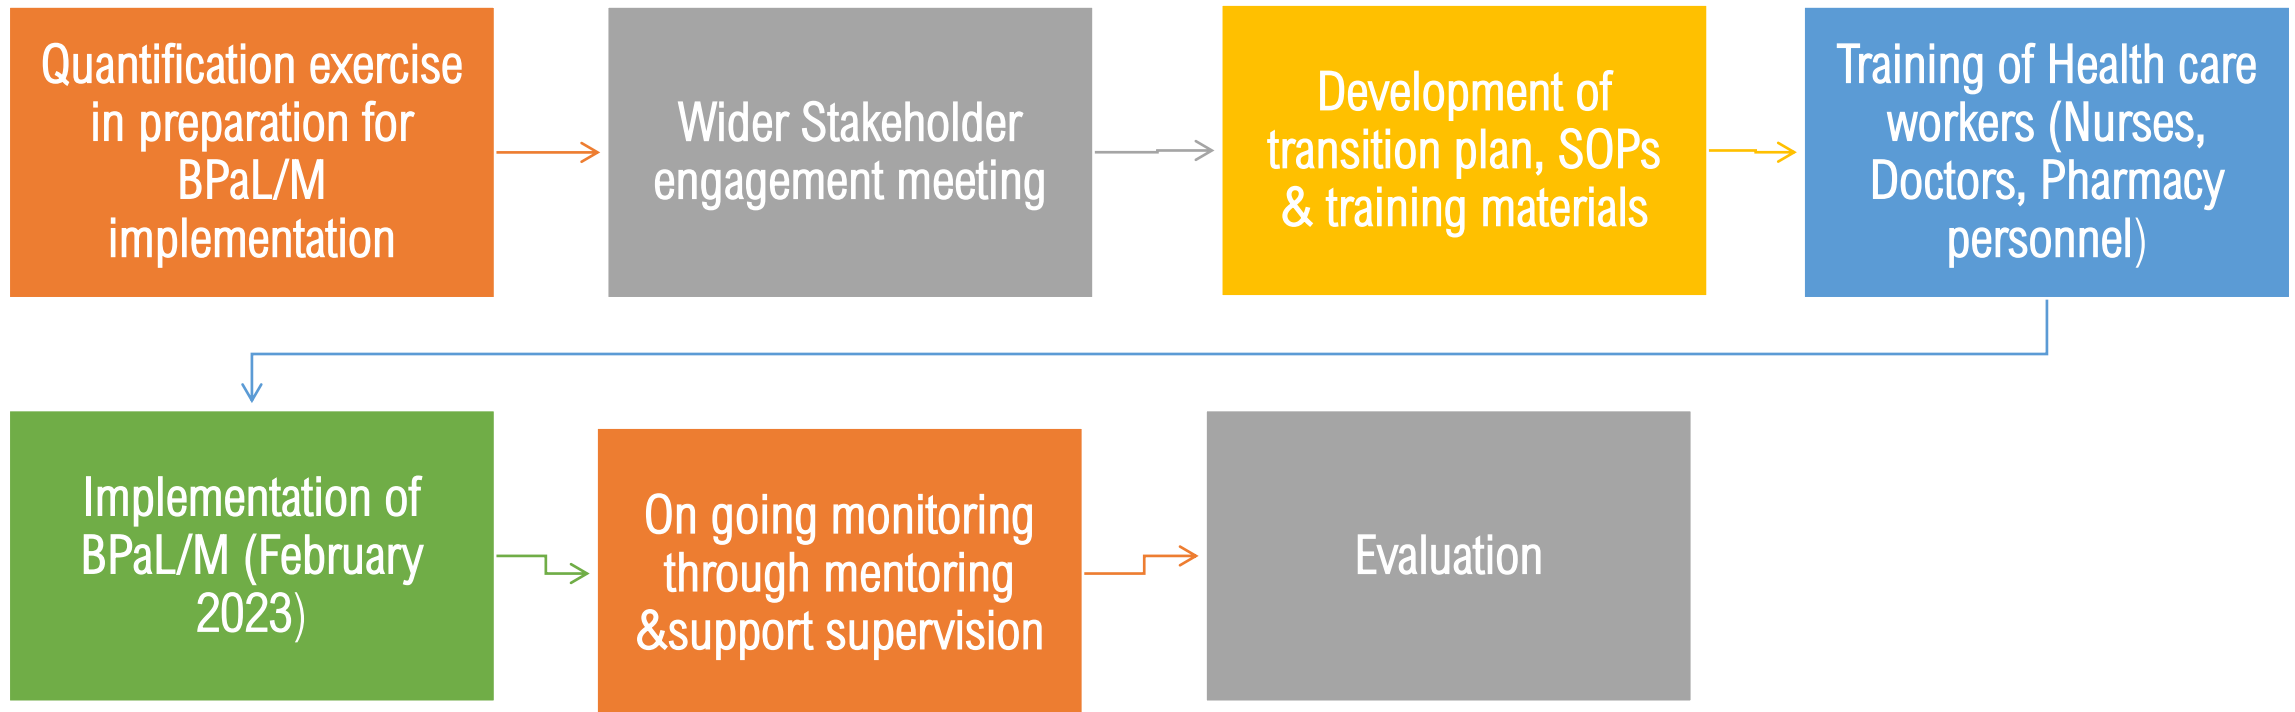 Quantification exercise
in preparation for
BPaL/M
implementation
Wider Stakeholder
engagement meeting
Development of
transition plan, SOPs
& training materials
Training of Health care
workers (Nurses,
Doctors, Pharmacy
personnel)
Implementation of
BPaL/M (February
2023)
On going monitoring
through mentoring
&support supervision
Evaluation